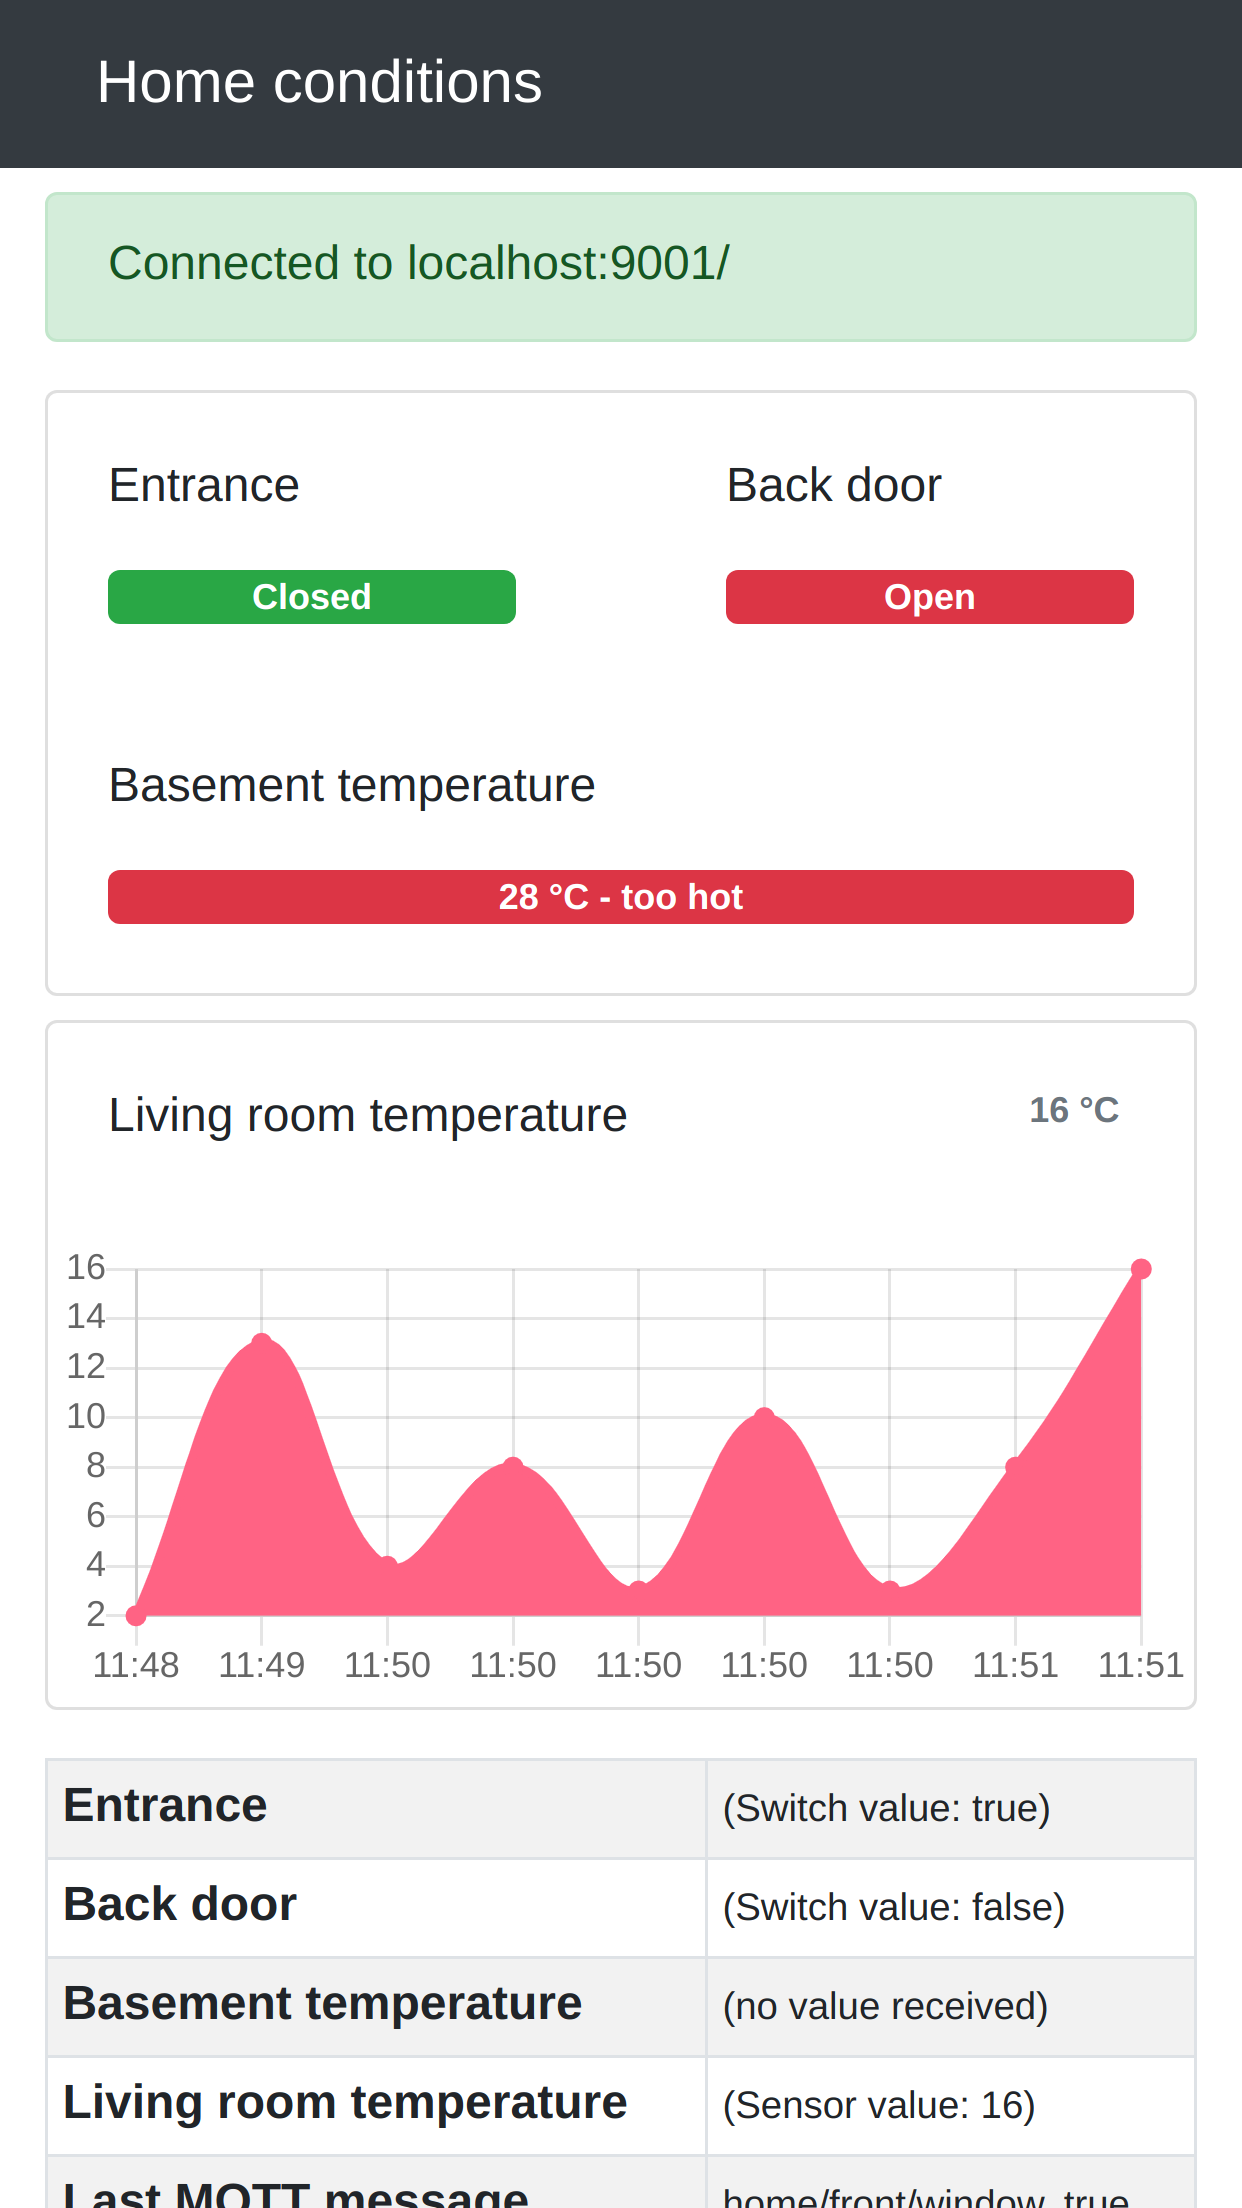 Home conditions
Connected to localhost:9001/
Entrance
Back door
Closed
Open
Basement temperature
28 °C - too hot
Living room temperature
16 °C
16
14
12
10
8
6
4
2
11:48 11:49 11:50 11:50 11:50 11:50 11:50 11:51 11:51
Entrance (Switch value: true)
Back door (Switch value: false)
Basement temperature (no value received)
Living room temperature (Sensor value: 16)
Last MQTT message home/front/window, true